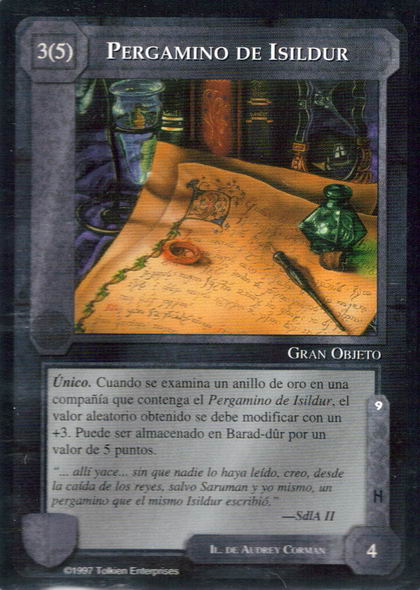 3(5)
PERGAMINO DE ISILDUR
GRAN OBJETO
Único. Cuando se examina un anillo de oro en una
compañía que contenga el Pergamino de Isildur, el
valor aleatorio obtenido se debe modificar con un
+3. Puede ser almacenado en Barad-dûr por un
valor de 5 puntos.
9
"... allí yace... sin que nadie lo haya leído, creo, desde
la caída de los reyes, salvo Saruman y yo mismo, un
pergamino que el mismo Isildur escribió."
—SdlA II
H
IL. DE AUDREY CORMAN
4
©1997 Tolkien Enterprises